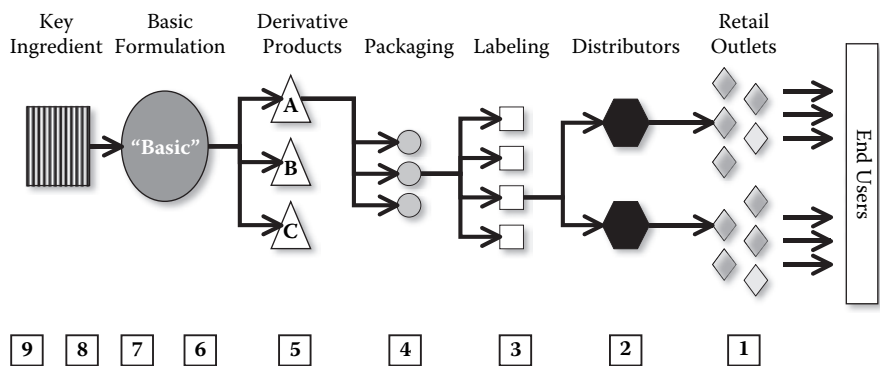 Key
Ingredient
Basic
Formulation
Derivative
Products
Packaging
Labeling
Distributors
Retail
Outlets
"Basic"
A
B
C
End Users
9 8 7 6 5 4 3 2 1